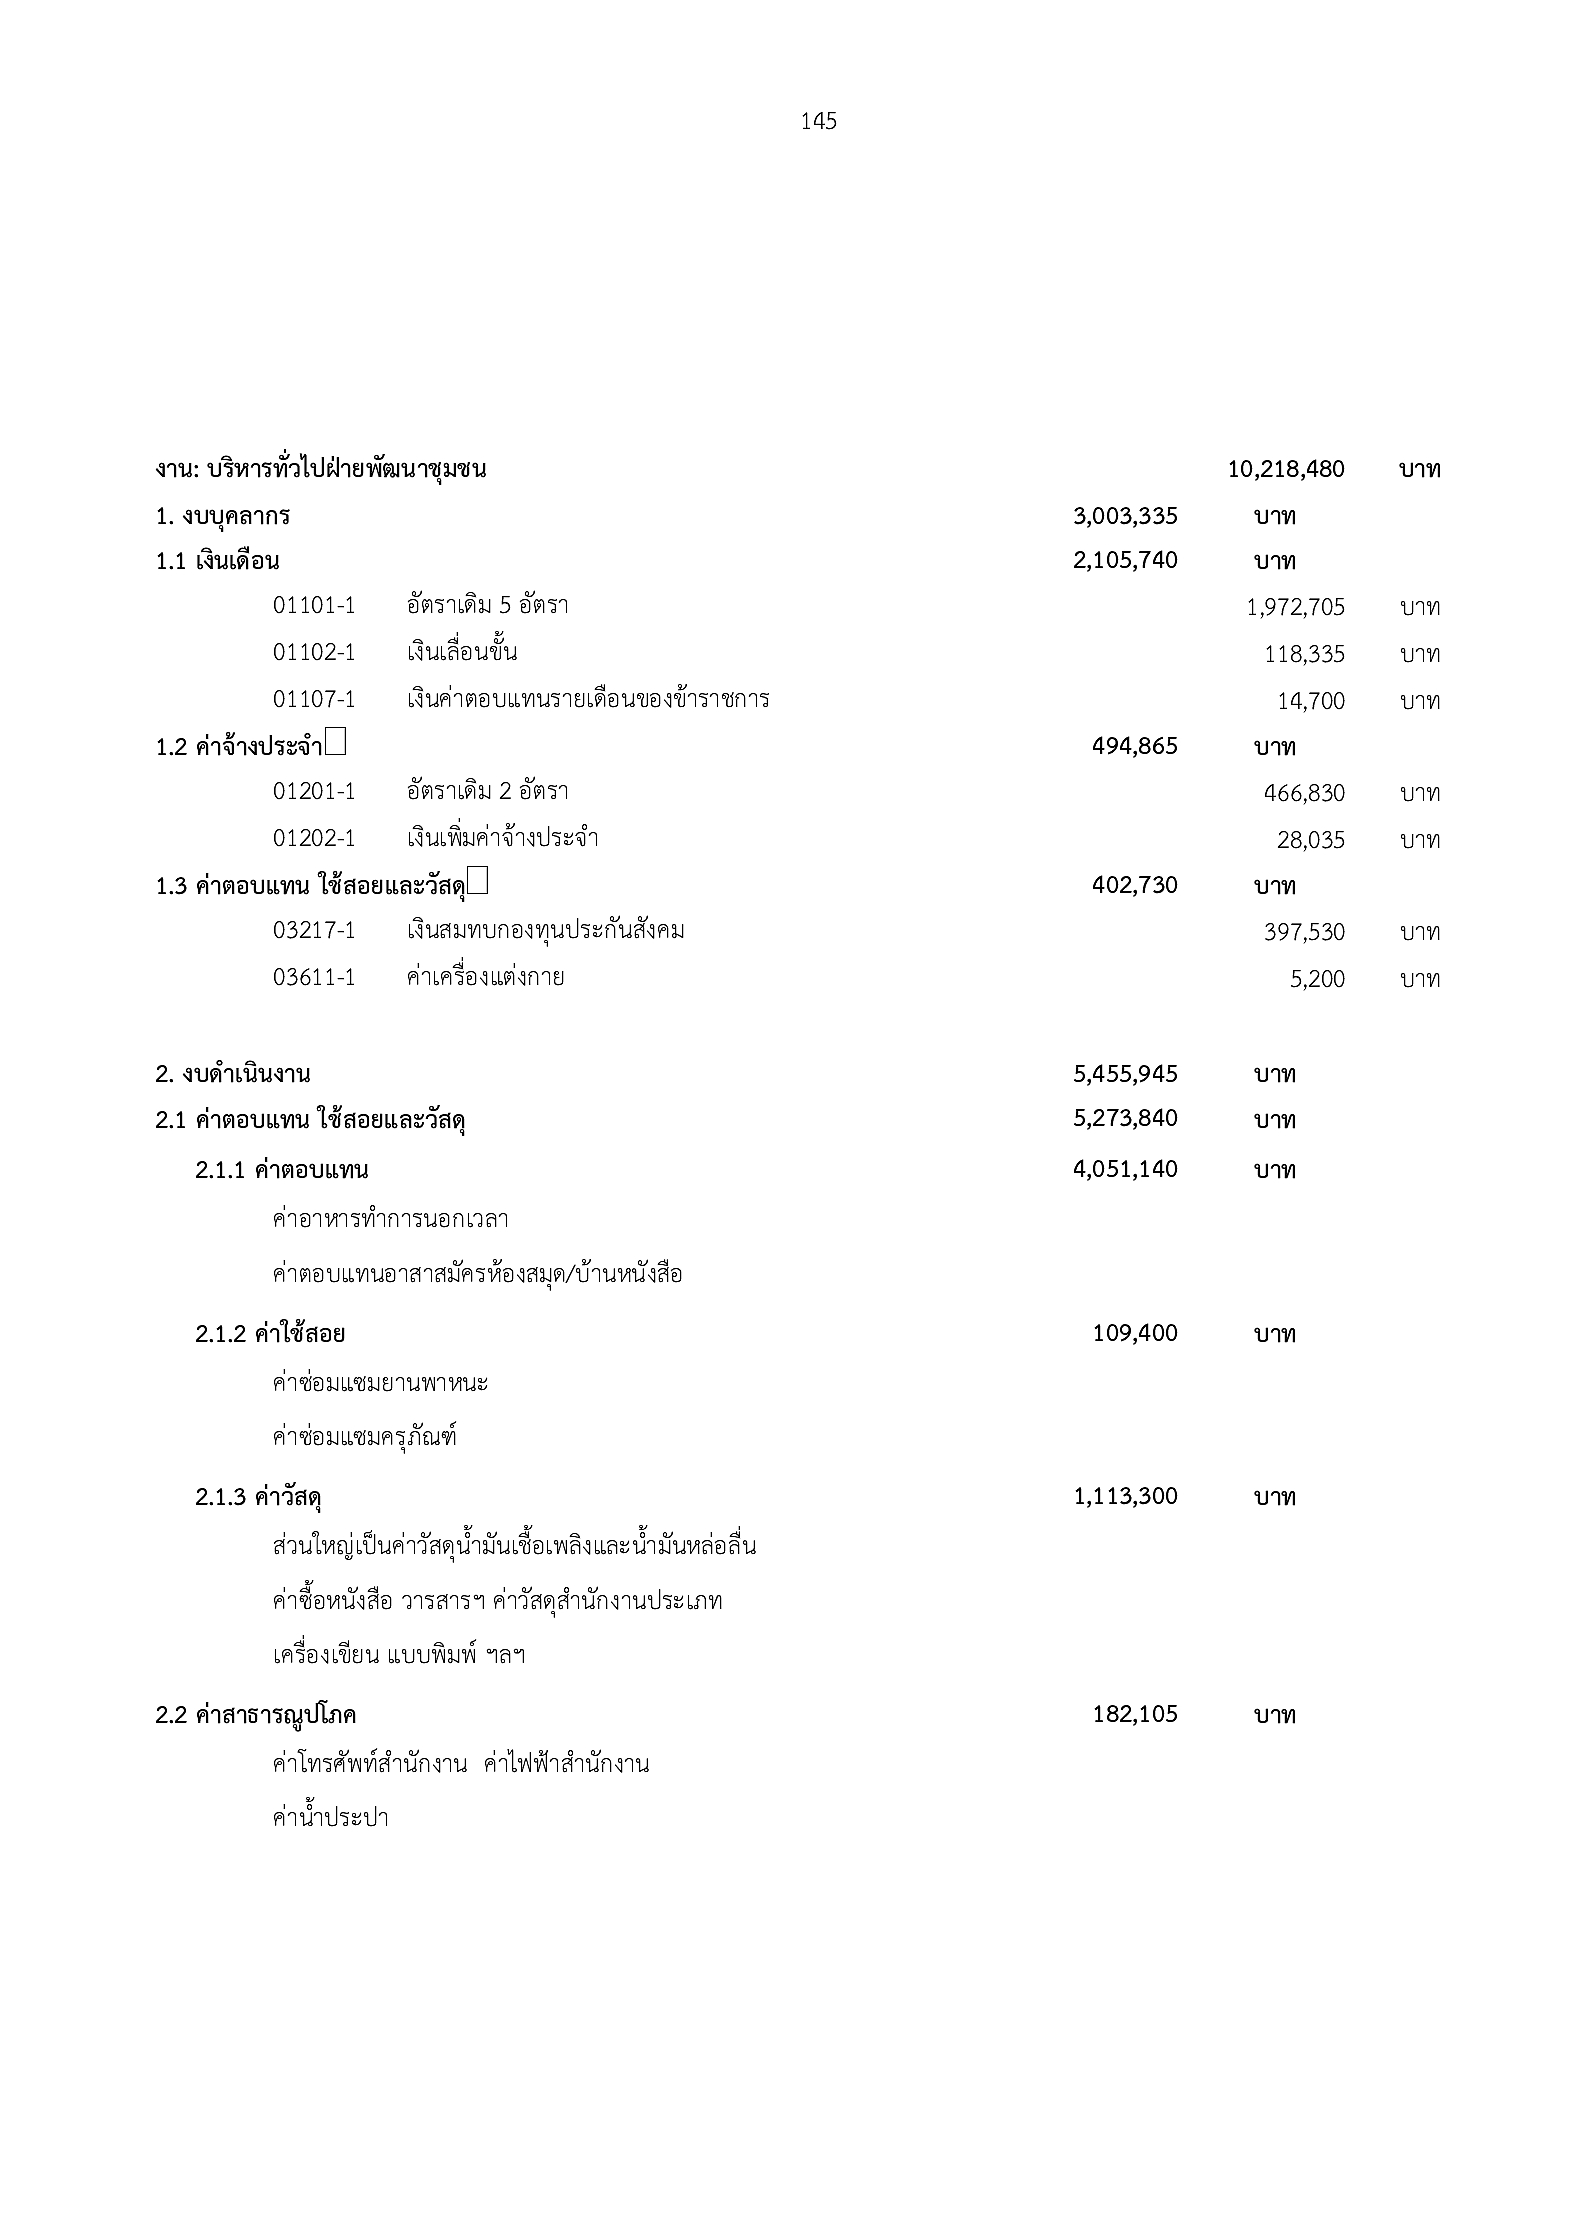 145
งาน: บริหารทั่วไปฝ่ายพัฒนาชุมชน 10,218,480 บาท
1. งบบุคลากร 3,003,335 บาท
1.1 เงินเดือน 2,105,740 บาท
01101-1 อัตราเดิม 5 อัตรา 1,972,705 บาท
01102-1 เงินเลื่อนขั้น 118,335 บาท
01107-1 เงินค่าตอบแทนรายเดือนของข้าราชการ 14,700 บาท
1.2 ค่าจ้างประจำ 494,865 บาท
01201-1 อัตราเดิม 2 อัตรา 466,830 บาท
01202-1 เงินเพิ่มค่าจ้างประจำ 28,035 บาท
1.3 ค่าตอบแทน ใช้สอยและวัสดุ 402,730 บาท
03217-1 เงินสมทบกองทุนประกันสังคม 397,530 บาท
03611-1 ค่าเครื่องแต่งกาย 5,200 บาท
2. งบดำเนินงาน 5,455,945 บาท
2.1 ค่าตอบแทน ใช้สอยและวัสดุ 5,273,840 บาท
2.1.1 ค่าตอบแทน 4,051,140 บาท
ค่าอาหารทำการนอกเวลา
ค่าตอบแทนอาสาสมัครห้องสมุด/บ้านหนังสือ
2.1.2 ค่าใช้สอย 109,400 บาท
ค่าซ่อมแซมยานพาหนะ
ค่าซ่อมแซมครุภัณฑ์
2.1.3 ค่าวัสดุ 1,113,300 บาท
ส่วนใหญ่เป็นค่าวัสดุน้ำมันเชื้อเพลิงและน้ำมันหล่อลื่น
ค่าซื้อหนังสือ วารสารฯ ค่าวัสดุสำนักงานประเภท
เครื่องเขียน แบบพิมพ์ ฯลฯ
2.2 ค่าสาธารณูปโภค 182,105 บาท
ค่าโทรศัพท์สำนักงาน ค่าไฟฟ้าสำนักงาน
ค่าน้ำประปา